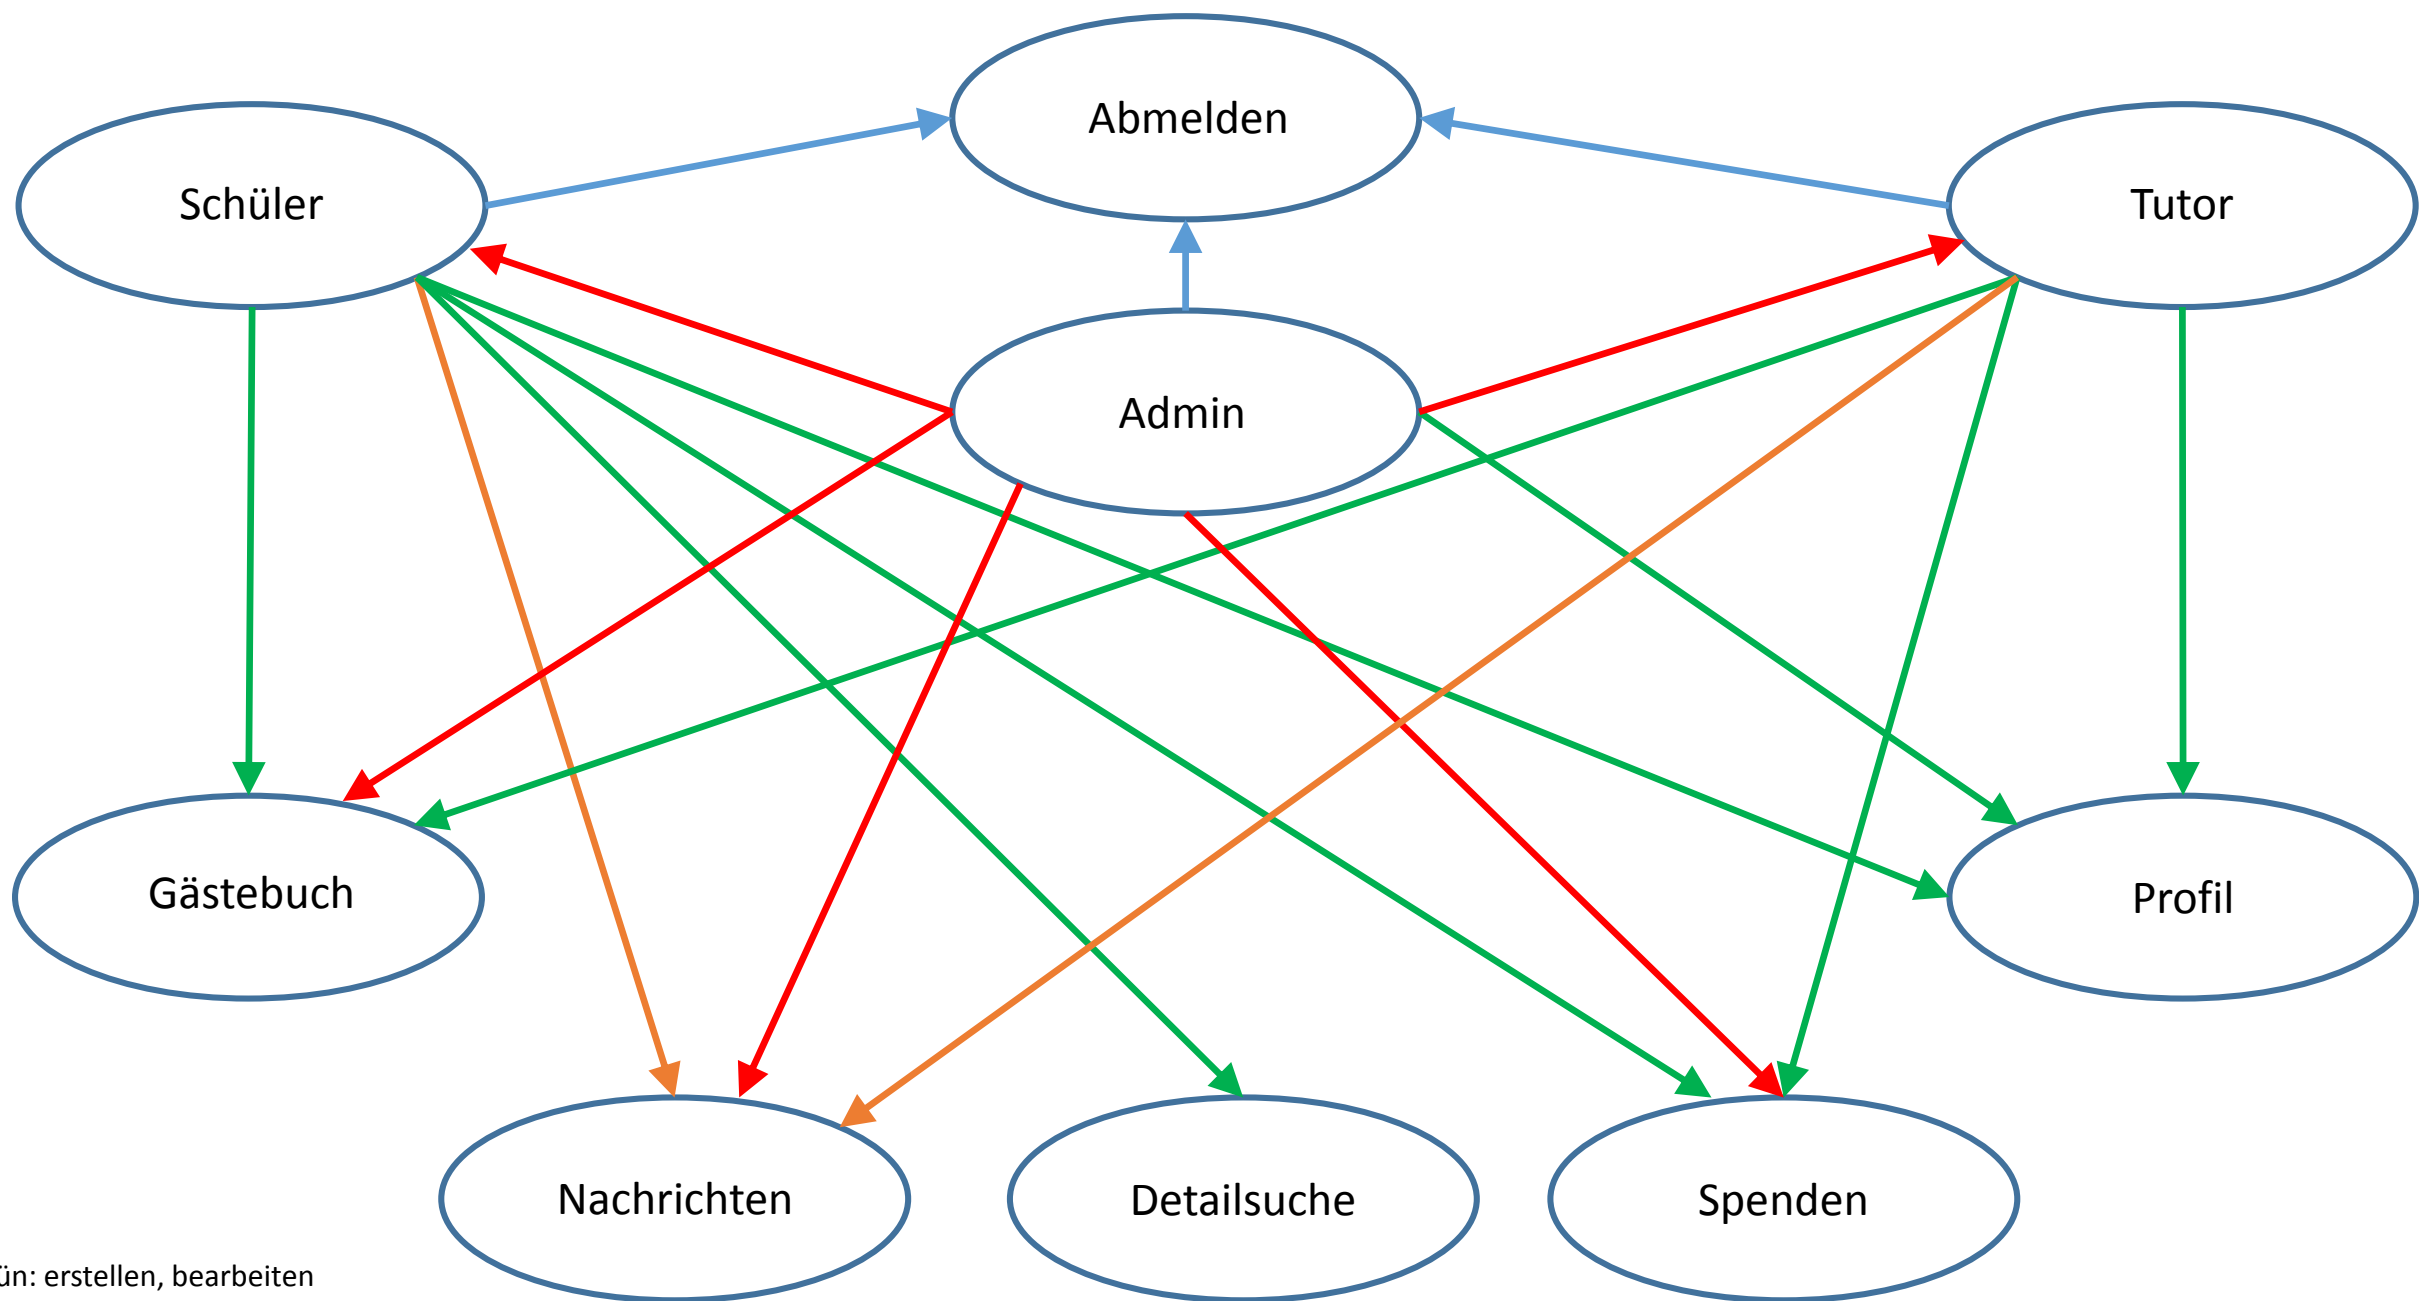 Abmelden
Schüler
Tutor
Admin
Gästebuch
Profil
Nachrichten
Detailsuche
Spenden
ün: erstellen, bearbeiten